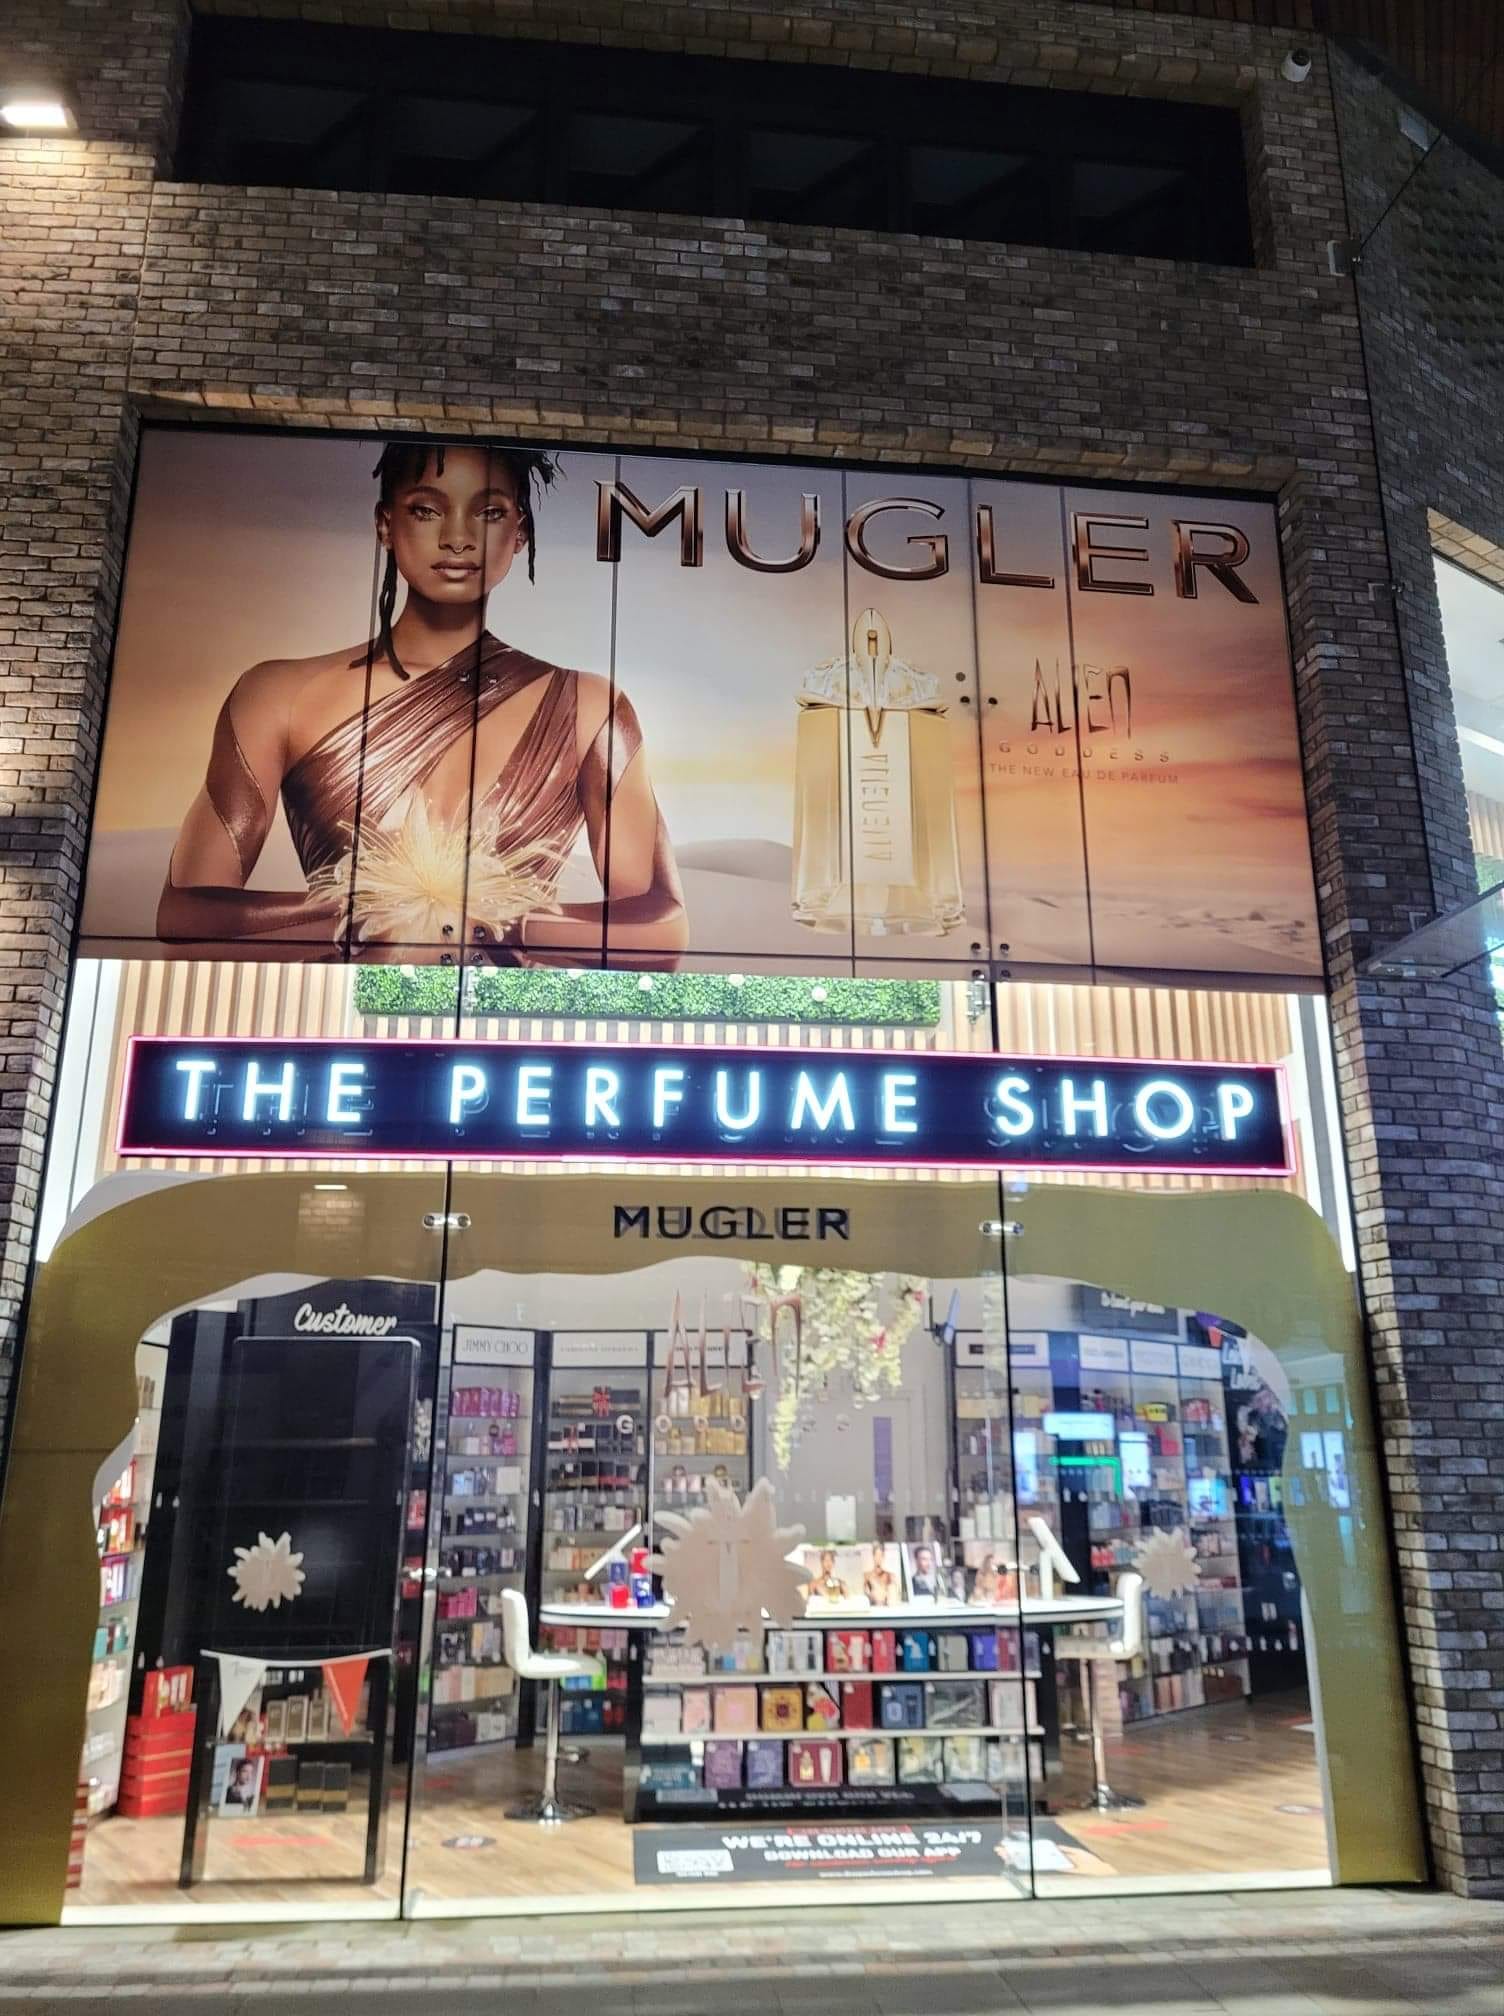 MUGLER
ALIEN
GODDESS
THE NEW EAU DE PARFUM
THE PERFUME SHOP
MUGLER
Customer
JIMMY CHOO
ALIEN
WE'RE ONLINE 24/7
DOWNLOAD OUR APP